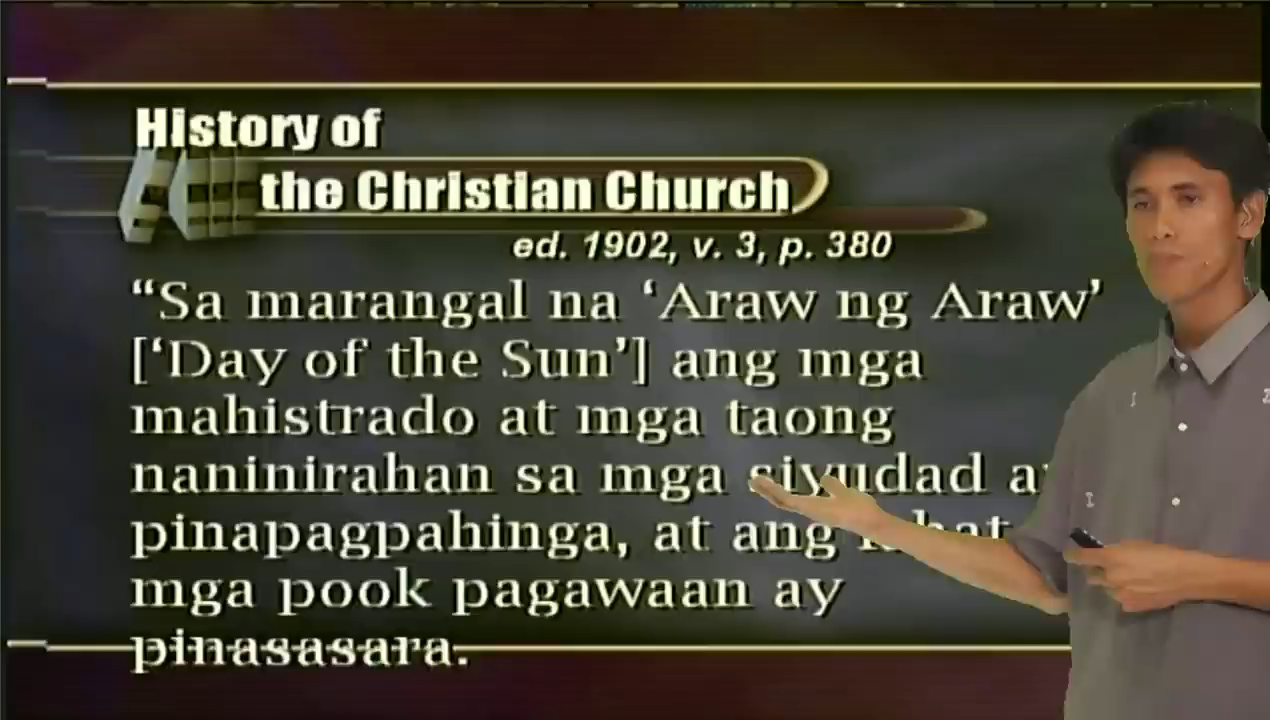 History of
the Christian Church
ed. 1902, v. 3, p. 380
“Sa marangal na ‘Araw ng Araw’
[‘Day of the Sun’] ang mga
mahistrado at mga taong
naninirahan sa mga siyudad
pinapagpahinga, at ang
mga pook pagawaan ay
pinasasara.